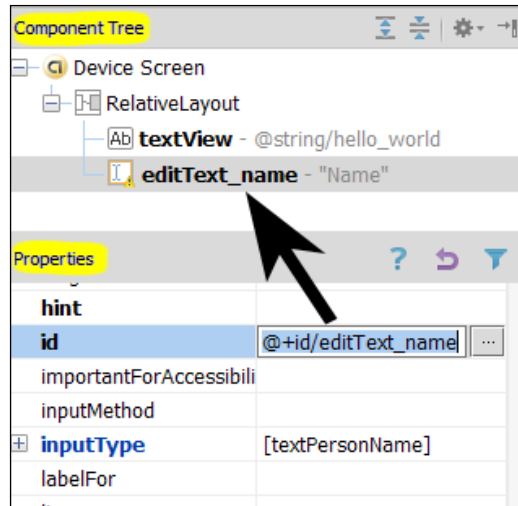 Component Tree
Device Screen
RelativeLayout
Ab textView - @string/hello_world
editText_name - "Name"
Properties
?
hint
id @+id/editText_name ...
importantForAccessibili
inputMethod
inputType [textPersonName]
labelFor